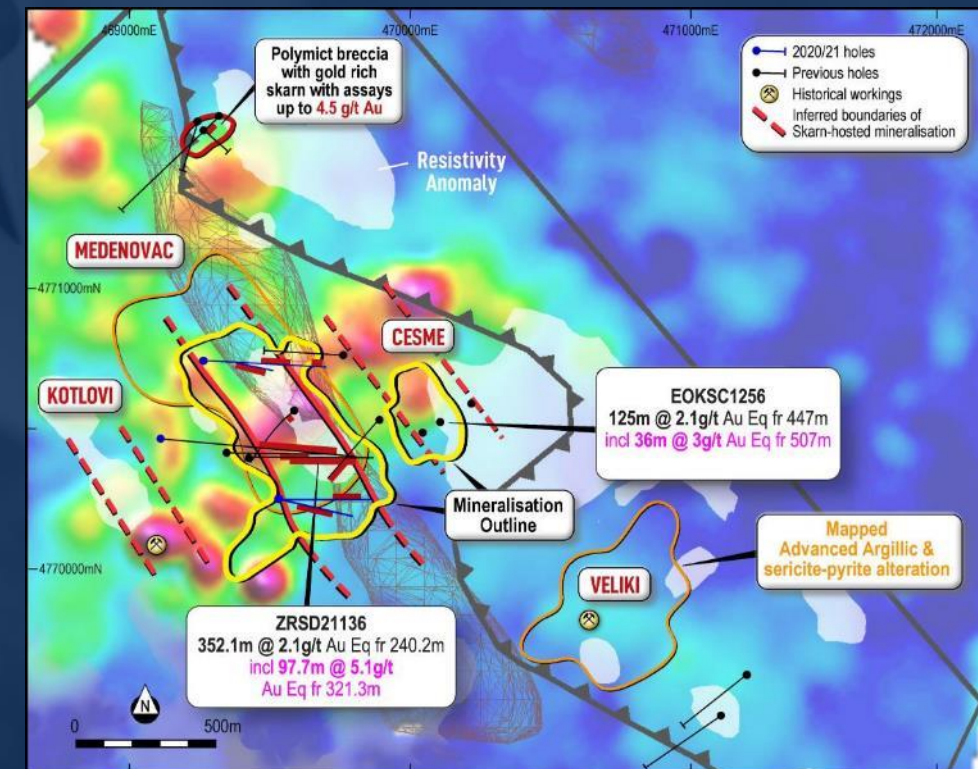 469000mE
470000mE
471000mE
472000mE
Polymict breccia
with gold rich
skarn with assays
up to 4.5 g/t Au
2020/21 holes
Previous holes
Historical workings
Inferred boundaries of
Skarn-hosted mineralisation
Resistivity
Anomaly
MEDENOVAC
4771000mN
CESME
KOTLOVI
EOKSC1256
125m @ 2.1g/t Au Eq fr 447m
incl 36m @ 3g/t Au Eq fr 507m
Mineralisation
Outline
Mapped
Advanced Argillic &
sericite-pyrite alteration
4770000mN
VELIKI
ZRSD21136
352.1m @ 2.1g/t Au Eq fr 240.2m
incl 97.7m @ 5.1g/t
Au Eq fr 321.3m
N
0 500m